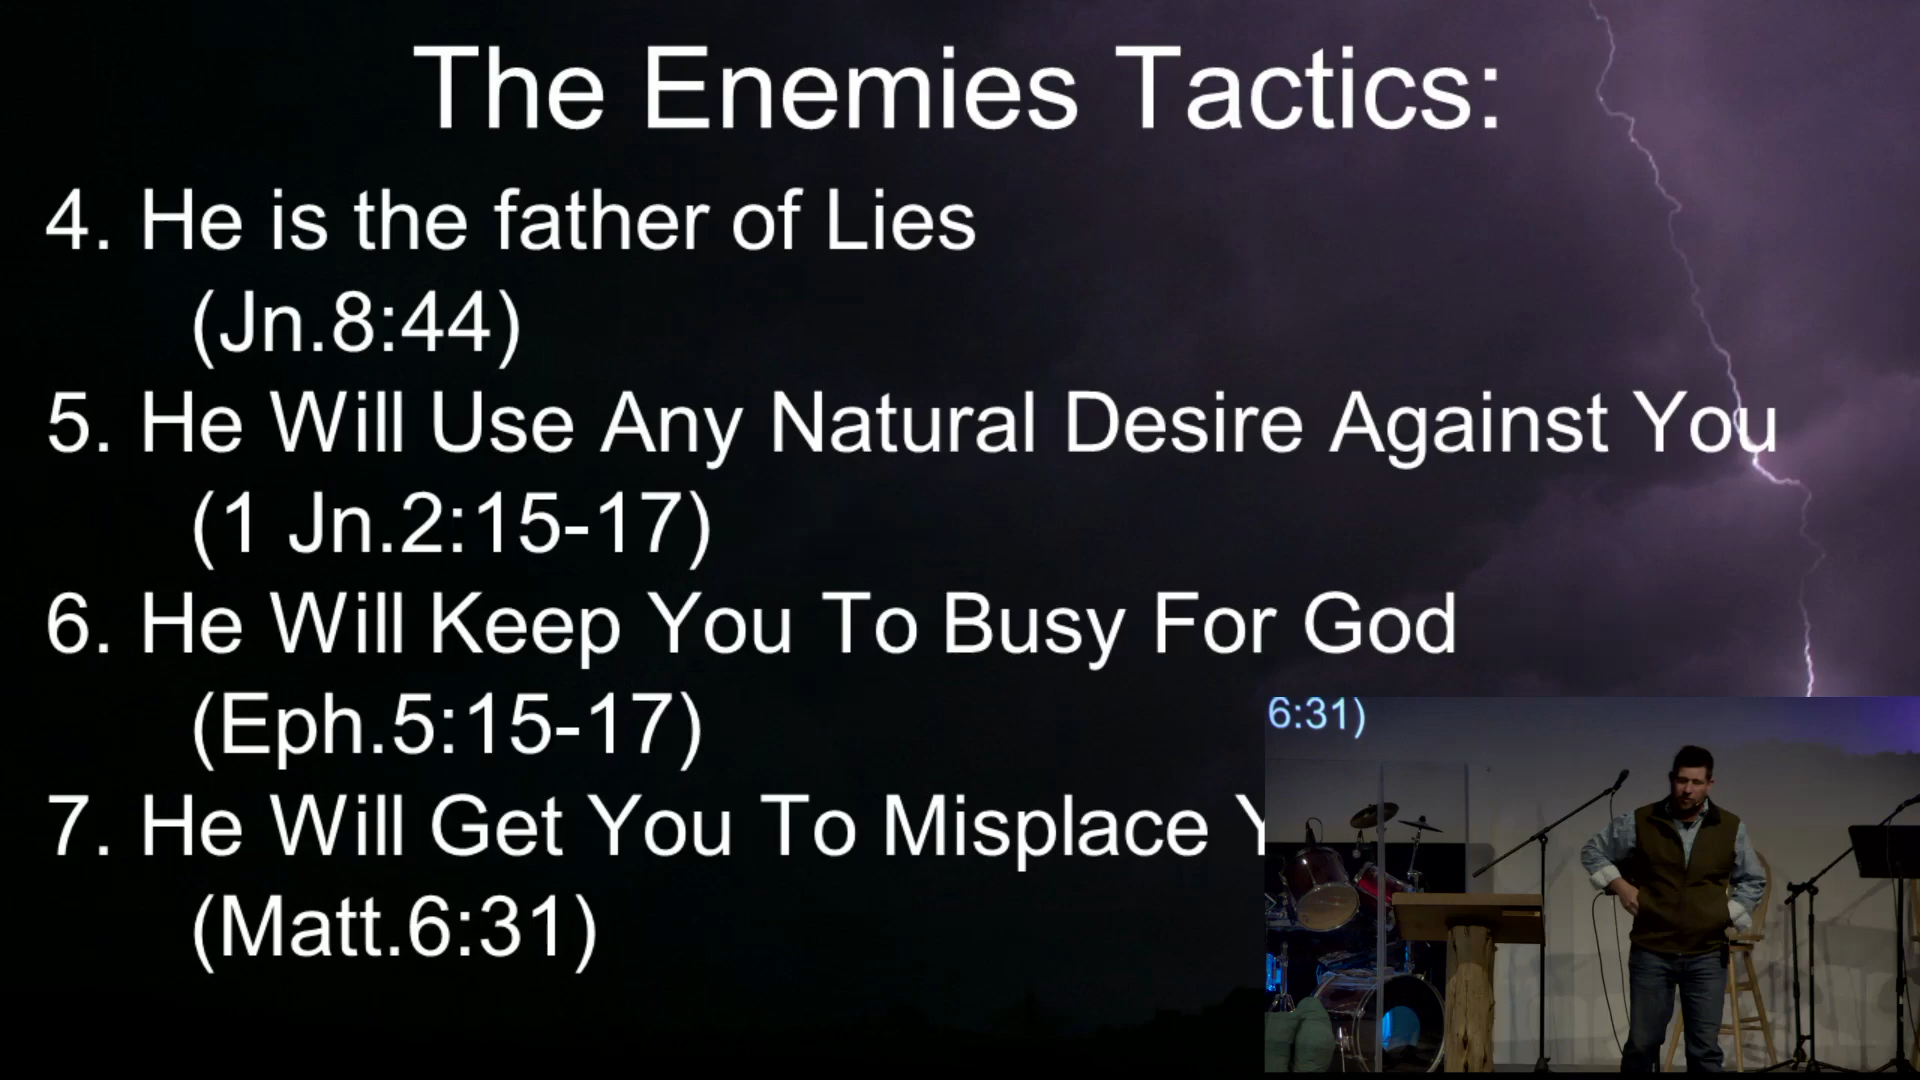 The Enemies Tactics:
4. He is the father of Lies
(Jn.8:44)
5. He Will Use Any Natural Desire Against You
(1 Jn.2:15-17)
6. He Will Keep You To Busy For God
(Eph.5:15-17)
7. He Will Get You To Misplace
(Matt.6:31)
6:31)